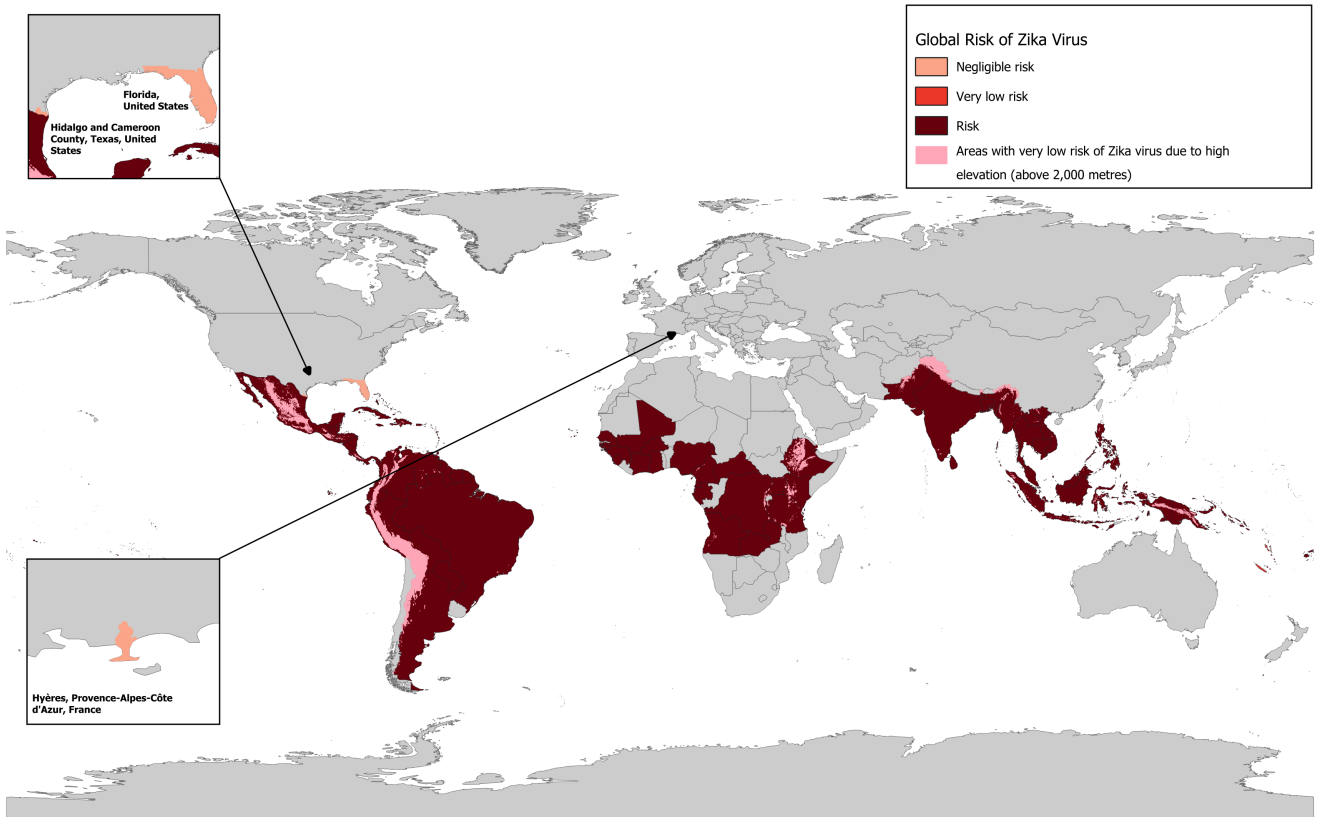 Florida,
United States
Hidalgo and Cameroon
County, Texas, United
States
Global Risk of Zika Virus
Negligible risk
Very low risk
Risk
Areas with very low risk of Zika virus due to high
elevation (above 2,000 metres)
Hyères, Provence-Alpes-Côte
d'Azur, France